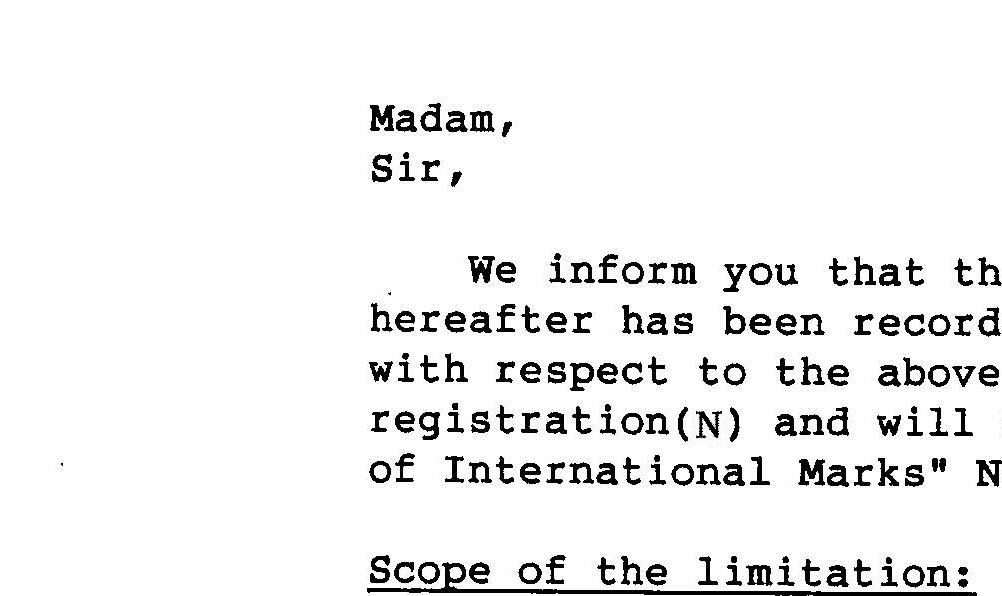 Madam,
Sir,
We inform you that th
hereafter has been record
with respect to the above
registration(N) and will
of International Marks" N
Scope of the limitation: